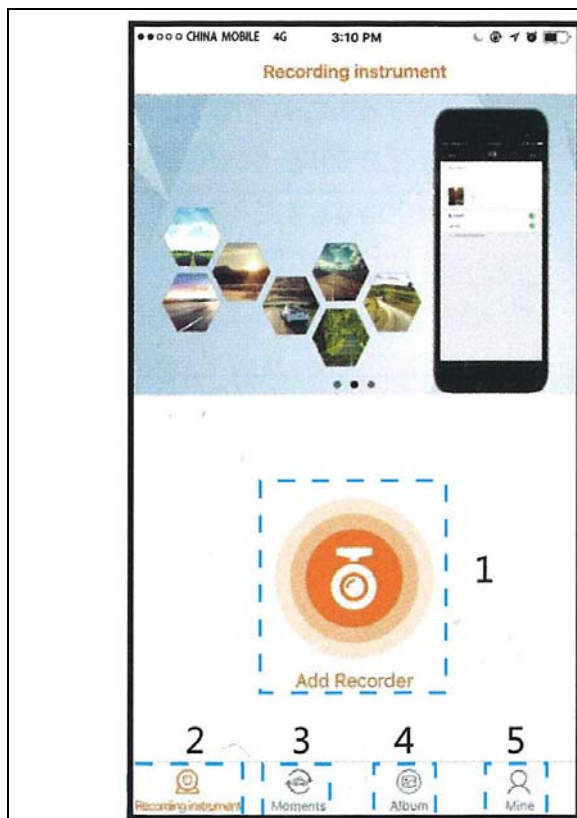 CHINA MOBILE 4G 3:10 PM
Recording instrument
1
Add Recorder
2 3 4 5
Recording instrument Moments Album Mine